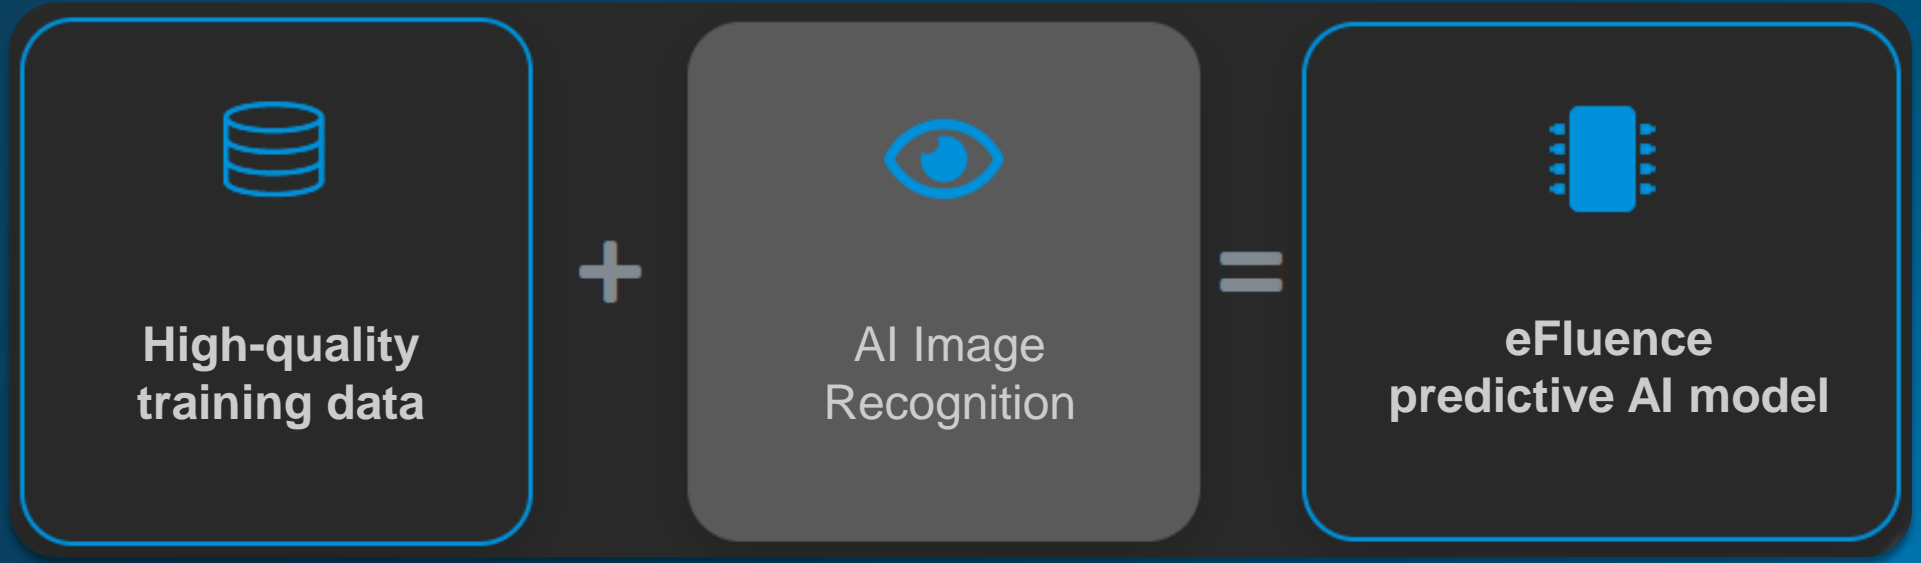 High-quality
training data
+
AI Image
Recognition
=
eFluence
predictive AI model